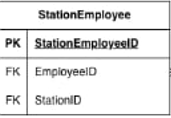 StationEmployee
PK StationEmployeeID
FK EmployeeID
FK StationID